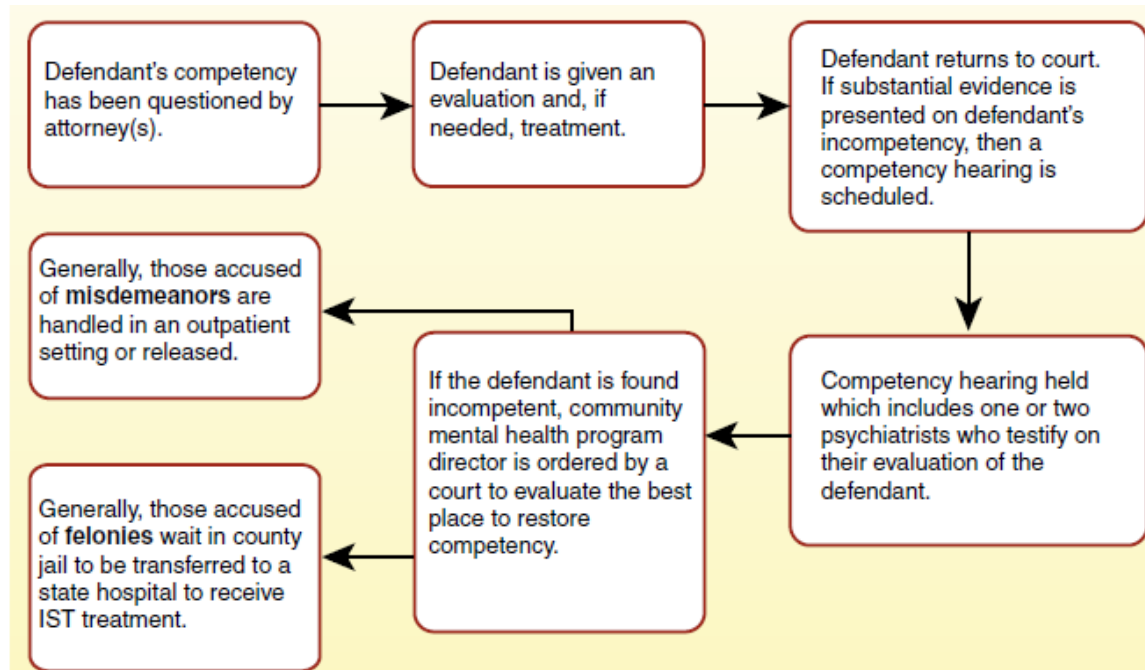 Defendant's competency
has been questioned by
attorney(s).
Defendant is given an
evaluation and, if
needed, treatment.
Defendant returns to court.
If substantial evidence is
presented on defendant's
incompetency, then a
competency hearing is
scheduled.
Competency hearing held
which includes one or two
psychiatrists who testify on
their evaluation of the
defendant.
If the defendant is found
incompetent, community
mental health program
director is ordered by a
court to evaluate the best
place to restore
competency.
Generally, those accused
of misdemeanors are
handled in an outpatient
setting or released.
Generally, those accused
of felonies wait in county
jail to be transferred to a
state hospital to receive
IST treatment.